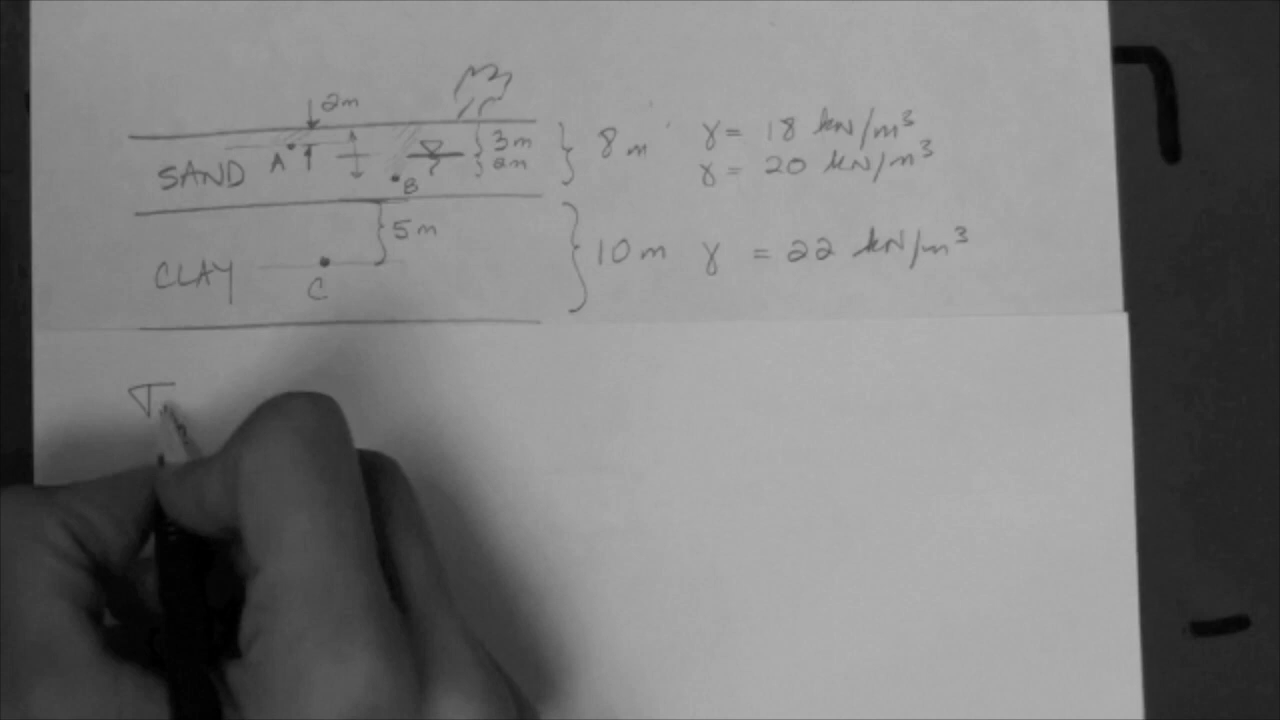 2m
3m
8m γ = 18 kN/m³
A
2m
SAND
B
γ = 20 kN/m³
5m
10m γ = 22 kN/m³
CLAY
C